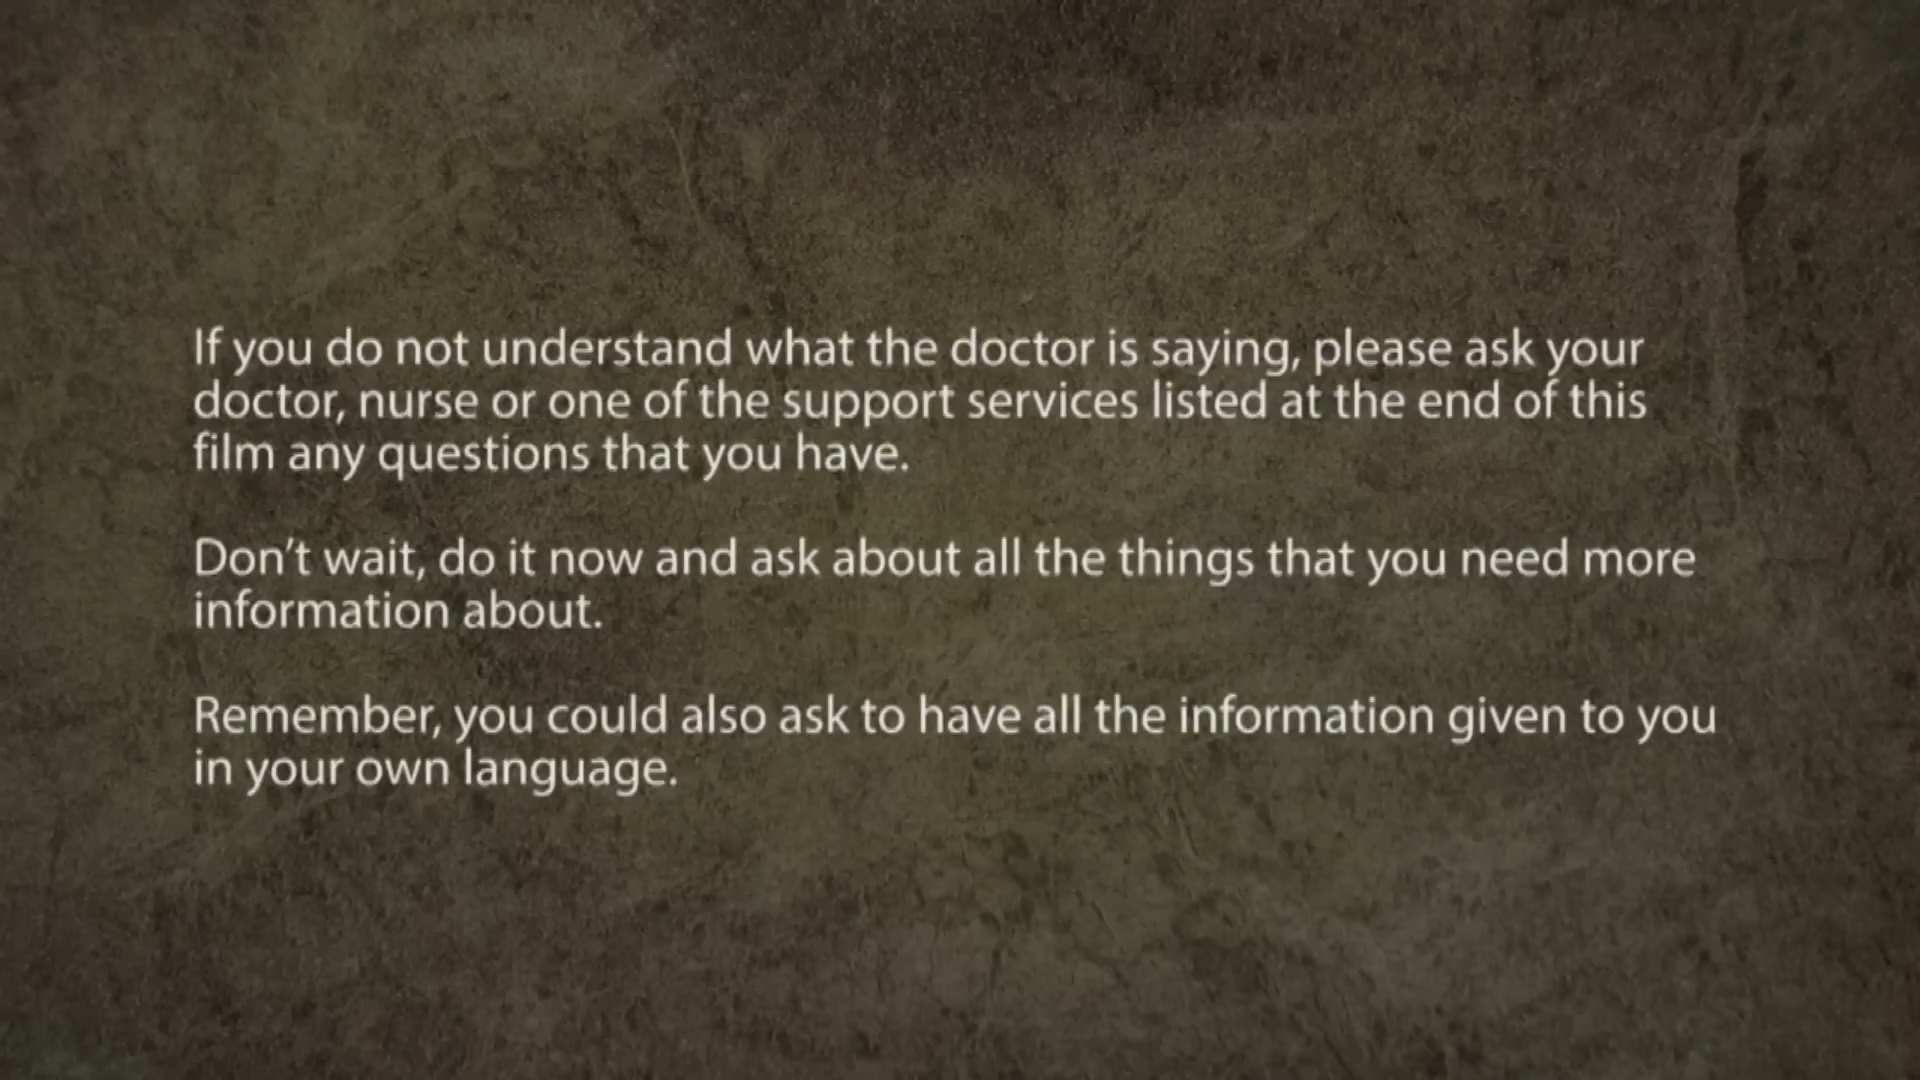 If you do not understand what the doctor is saying, please ask your
doctor, nurse or one of the support services listed at the end of this
film any questions that you have.
Don't wait, do it now and ask about all the things that you need more
information about.
Remember, you could also ask to have all the information given to you
in your own language.